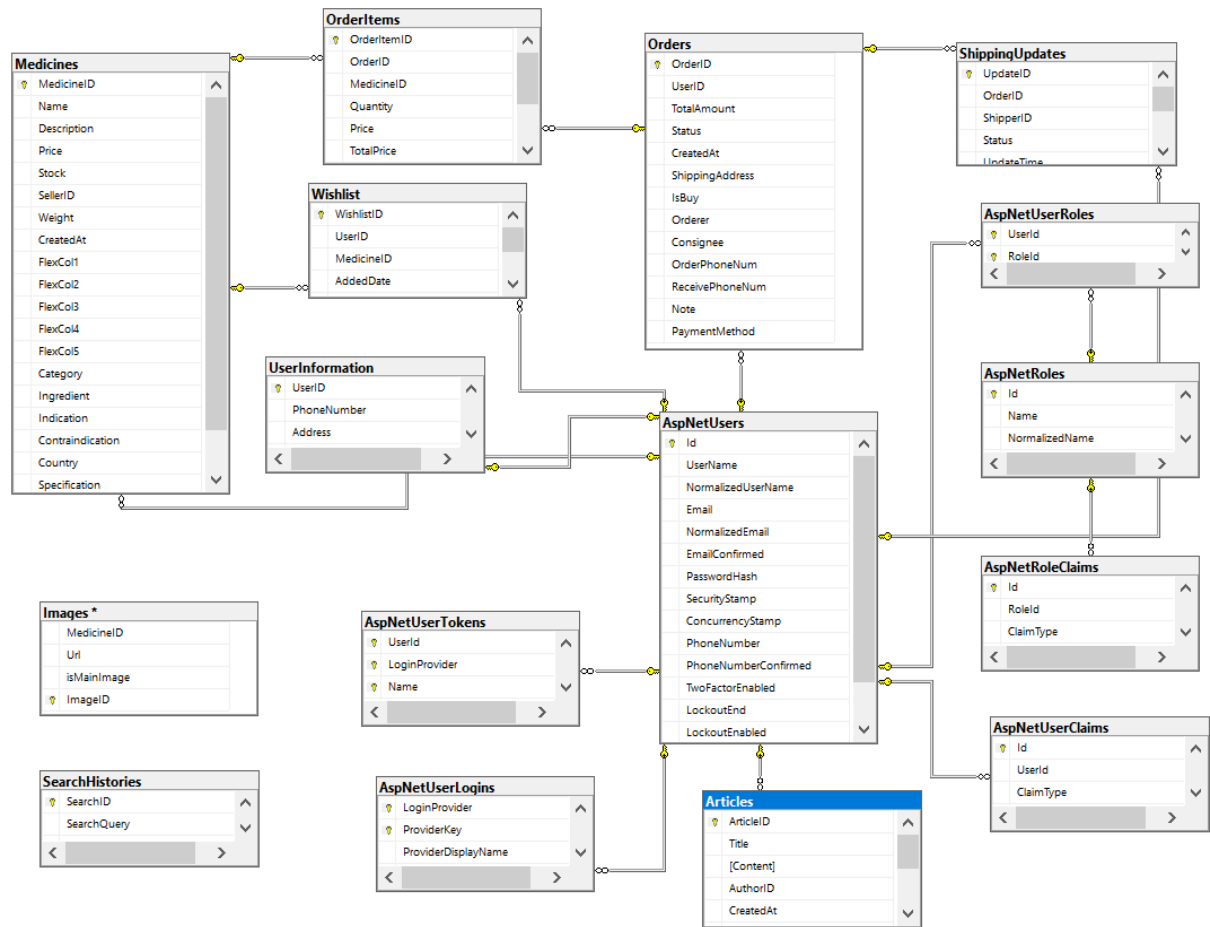 OrderItems
OrderItemID
OrderID
MedicineID
Quantity
Price
TotalPrice
Medicines
MedicineID
Name
Description
Price
Stock
SellerID
Weight
CreatedAt
FlexCol1
FlexCol2
FlexCol3
FlexCol4
FlexCol5
Category
Ingredient
Indication
Contraindication
Country
Specification
Orders
OrderID
UserID
TotalAmount
Status
CreatedAt
ShippingAddress
IsBuy
Orderer
Consignee
OrderPhoneNum
ReceivePhoneNum
Note
PaymentMethod
ShippingUpdates
UpdateID
OrderID
ShipperID
Status
UpdateTime
Wishlist
WishlistID
UserID
MedicineID
AddedDate
AspNetUserRoles
UserId
RoleId
UserInformation
UserID
PhoneNumber
Address
AspNetRoles
Id
Name
NormalizedName
AspNetUsers
Id
UserName
NormalizedUserName
Email
NormalizedEmail
EmailConfirmed
PasswordHash
SecurityStamp
ConcurrencyStamp
PhoneNumber
PhoneNumberConfirmed
TwoFactorEnabled
LockoutEnd
LockoutEnabled
AspNetRoleClaims
Id
RoleId
ClaimType
Images *
MedicineID
Url
isMainImage
ImageID
AspNetUserTokens
UserId
LoginProvider
Name
AspNetUserClaims
Id
UserId
ClaimType
SearchHistories
SearchID
SearchQuery
AspNetUserLogins
LoginProvider
ProviderKey
ProviderDisplayName
Articles
ArticleID
Title
[Content]
AuthorID
CreatedAt